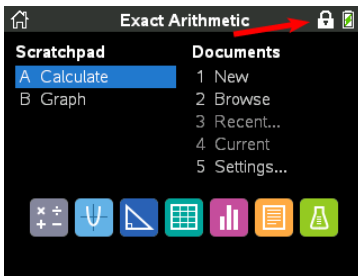 Exact Arithmetic
Scratchpad
A Calculate
B Graph
Documents
1 New
2 Browse
3 Recent...
4 Current
5 Settings...